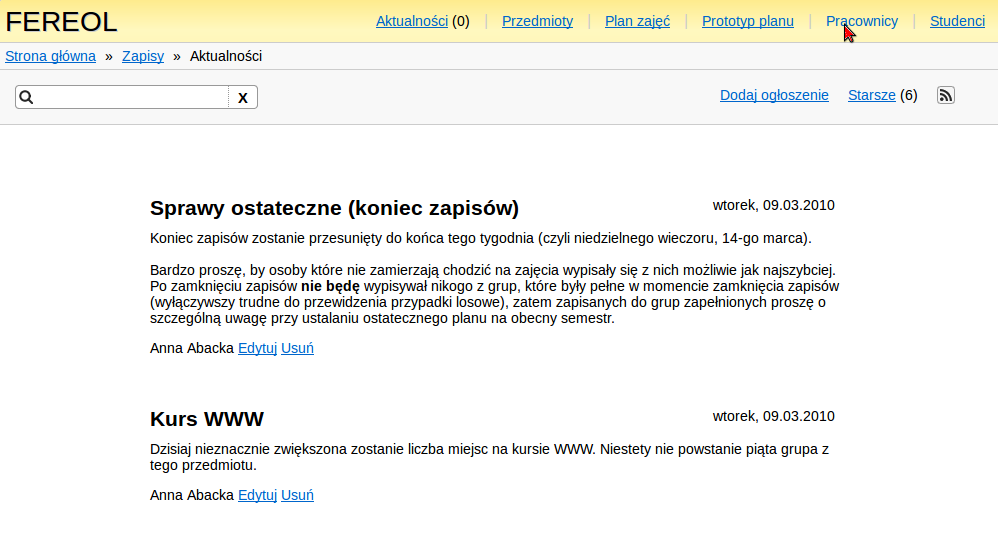 FEREOL
Aktualności (0) | Przedmioty | Plan zajęć | Prototyp planu | Pracownicy | Studenci
Strona główna » Zapisy » Aktualności
X
Dodaj ogłoszenie Starsze (6)
Sprawy ostateczne (koniec zapisów)
wtorek, 09.03.2010
Koniec zapisów zostanie przesunięty do końca tego tygodnia (czyli niedzielnego wieczoru, 14-go marca).
Bardzo proszę, by osoby które nie zamierzają chodzić na zajęcia wypisały się z nich możliwie jak najszybciej.
Po zamknięciu zapisów nie będę wypisywał nikogo z grup, które były pełne w momencie zamknięcia zapisów
(wyłączywszy trudne do przewidzenia przypadki losowe), zatem zapisanych do grup zapełnionych proszę o
szczególną uwagę przy ustalaniu ostatecznego planu na obecny semestr.
Anna Abacka Edytuj Usuń
Kurs WWW
wtorek, 09.03.2010
Dzisiaj nieznacznie zwiększona zostanie liczba miejsc na kursie WWW. Niestety nie powstanie piąta grupa z
tego przedmiotu.
Anna Abacka Edytuj Usuń